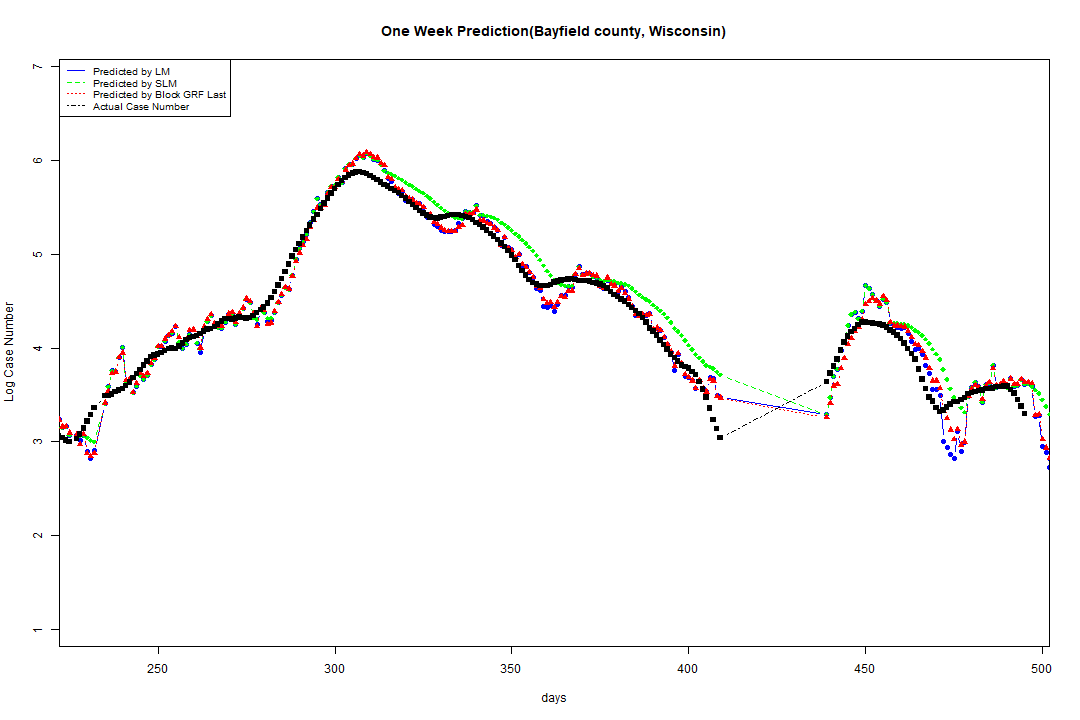 One Week Prediction(Bayfield county, Wisconsin)
Predicted by LM
Predicted by SLM
Predicted by Block GRF Last
Actual Case Number
Log Case Number
7
6
5
4
3
2
1
250
300
350
400
450
500
days